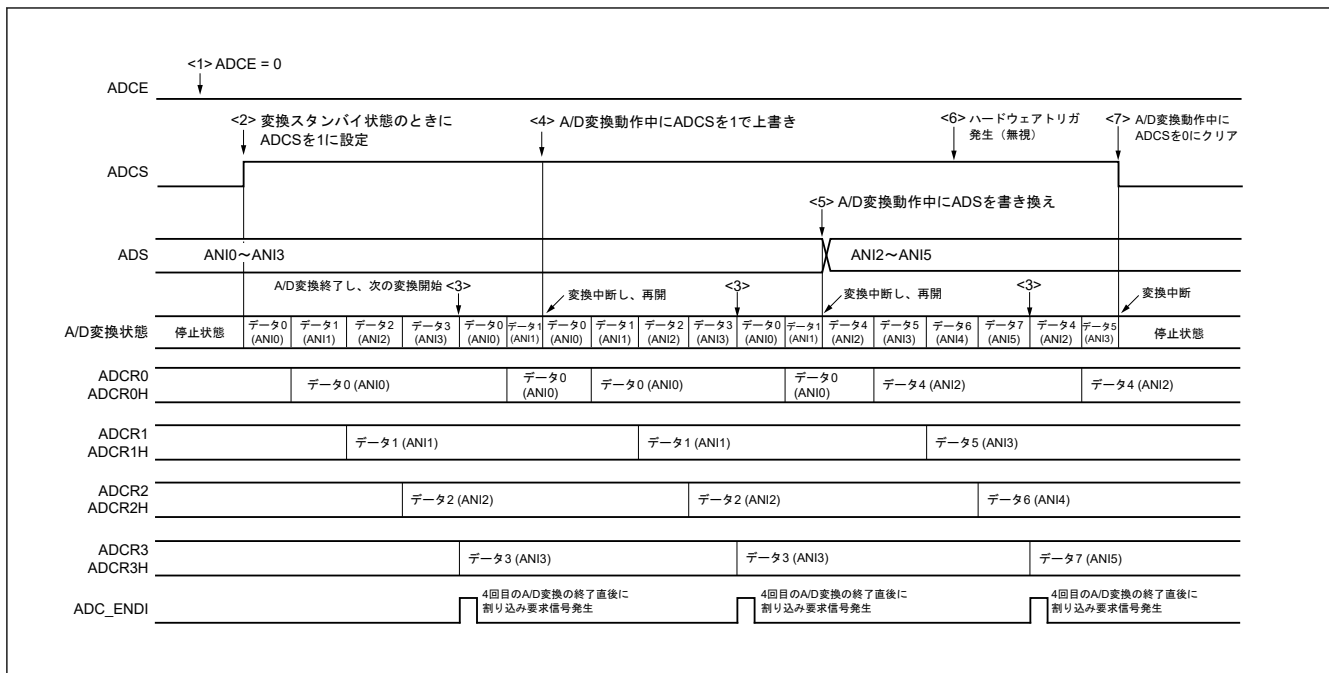 <1> ADCE = 0
ADCE
<2> 変換スタンバイ状態のときに
ADCSを1に設定
<4> A/D変換動作中にADCSを1で上書き
<6> ハードウェアトリガ
発生（無視）
<7> A/D変換動作中に
ADCSを0にクリア
ADCS
<5> A/D変換動作中にADSを書き換え
ADS
ANI0～ANI3
ANI2～ANI5
A/D変換終了し、次の変換開始 <3>
変換中断し、再開
<3>
変換中断し、再開
<3>
変換中断
A/D変換状態
停止状態
データ0
(ANI0)
データ1
(ANI1)
データ2
(ANI2)
データ3
(ANI3)
データ0
(ANI0)
データ1
(ANI1)
データ0
(ANI0)
データ1
(ANI1)
データ2
(ANI2)
データ3
(ANI3)
データ0
(ANI0)
データ1
(ANI1)
データ4
(ANI2)
データ5
(ANI3)
データ6
(ANI4)
データ7
(ANI5)
データ4
(ANI2)
データ5
(ANI3)
停止状態
ADCR0
ADCR0H
データ0 (ANI0)
データ0
(ANI0)
データ0 (ANI0)
データ0
(ANI0)
データ4 (ANI2)
データ4 (ANI2)
ADCR1
ADCR1H
データ1 (ANI1)
データ1 (ANI1)
データ5 (ANI3)
ADCR2
ADCR2H
データ2 (ANI2)
データ2 (ANI2)
データ6 (ANI4)
ADCR3
ADCR3H
データ3 (ANI3)
データ3 (ANI3)
データ7 (ANI5)
ADC_ENDI
4回目のA/D変換の終了直後に
割り込み要求信号発生
4回目のA/D変換の終了直後に
割り込み要求信号発生
4回目のA/D変換の終了直後に
割り込み要求信号発生